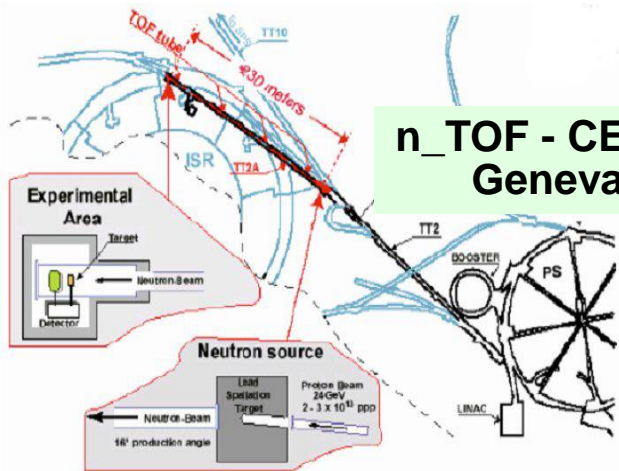 TT10
TOF tube
230 meters
n_TOF - CE
Geneva
ISR
TT2A
TT2
BOOSTER
PS
LINAC
Experimental
Area
Target
Neutron-Beam
Detector
Neutron source
Lead
Spallation
Target
Proton Beam
24GeV
2 - 3 x 10¹³ ppp
Neutron-Beam
16° production angle